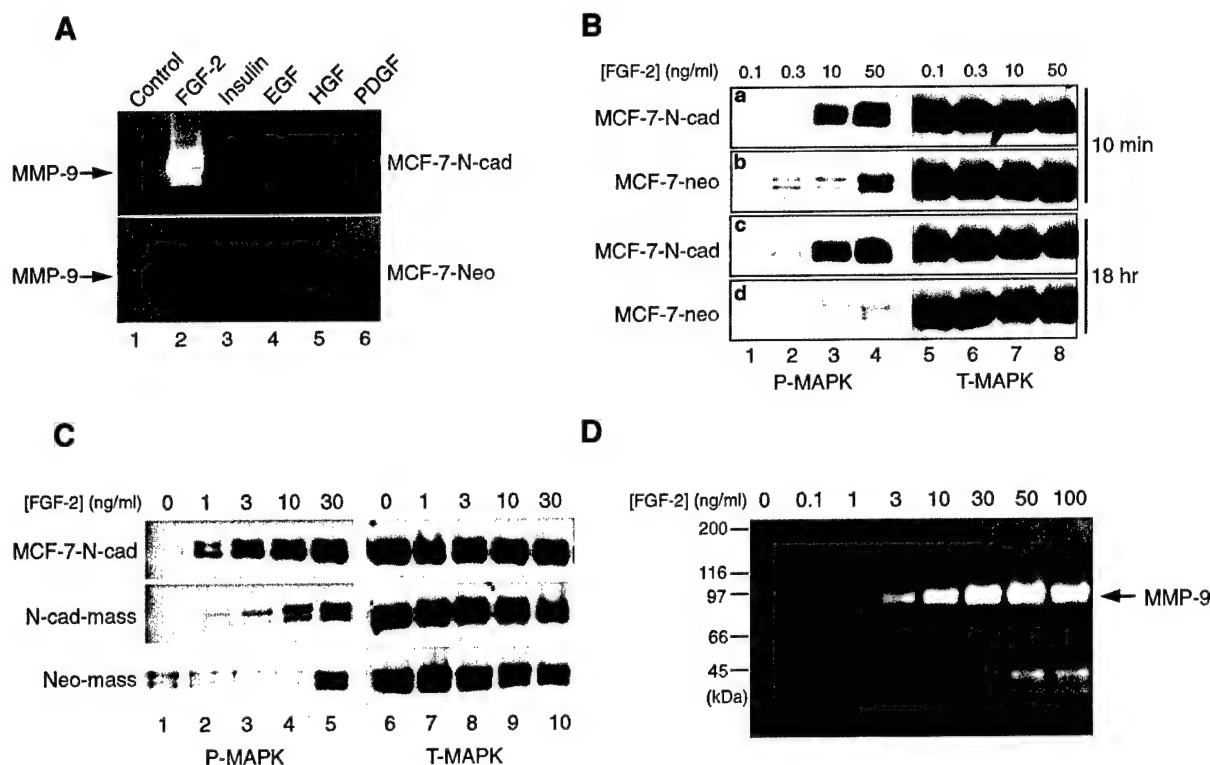 A
Control FGF-2 Insulin EGF HGF PDGF
MMP-9
MCF-7-N-cad
MMP-9
MCF-7-Neo
1 2 3 4 5 6
B
[FGF-2] (ng/ml) 0.1 0.3 10 50 0.1 0.3 10 50
a
MCF-7-N-cad
b
MCF-7-neo
10 min
c
MCF-7-N-cad
d
MCF-7-neo
18 hr
1 2 3 4 5 6 7 8
P-MAPK T-MAPK
C
[FGF-2] (ng/ml) 0 1 3 10 30 0 1 3 10 30
MCF-7-N-cad
N-cad-mass
Neo-mass
1 2 3 4 5 6 7 8 9 10
P-MAPK T-MAPK
D
[FGF-2] (ng/ml) 0 0.1 1 3 10 30 50 100
200
116
97
MMP-9
66
45
(kDa)